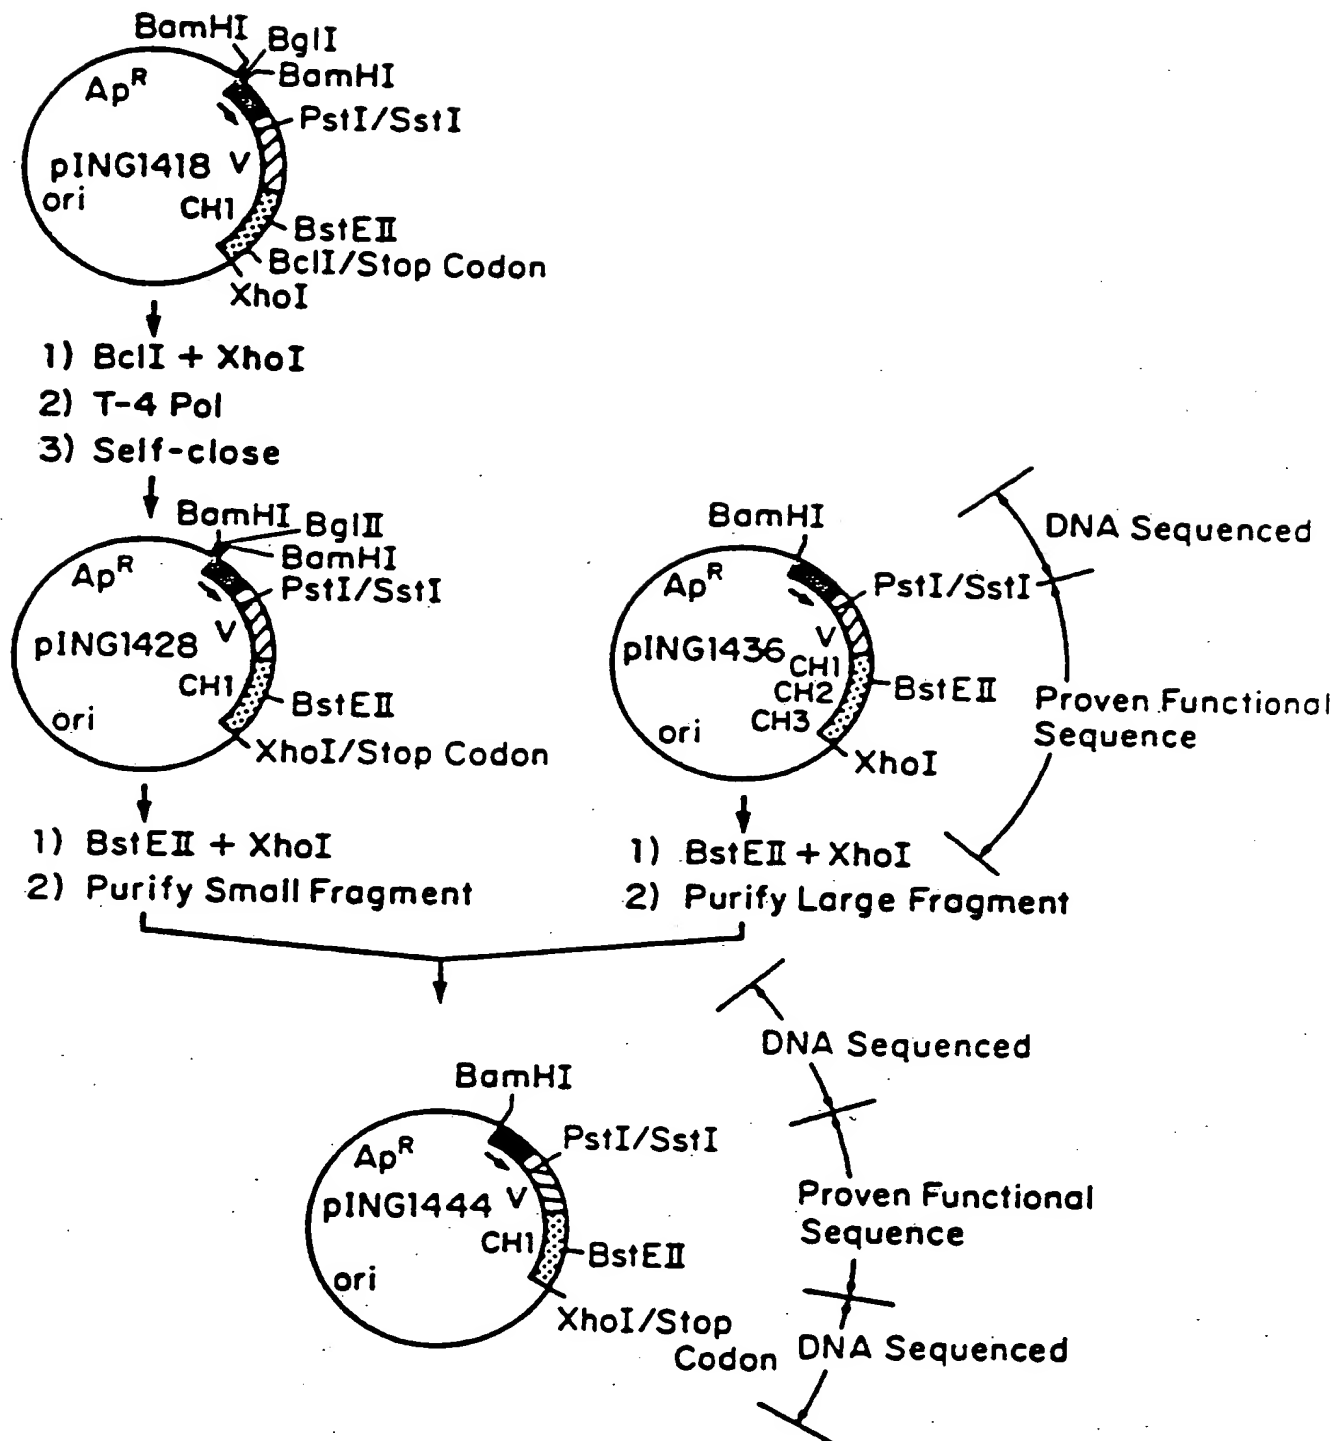 BamHI
BglI
BamHI
Ap^R
PstI/SstI
pING1418
V
ori
CH1
BstEII
BclI/Stop Codon
XhoI
1) BclI + XhoI
2) T-4 Pol
3) Self-close
BamHI
BglII
BamHI
Ap^R
PstI/SstI
pING1428
V
CH1
BstEII
ori
XhoI/Stop Codon
1) BstEII + XhoI
2) Purify Small Fragment
BamHI
Ap^R
PstI/SstI
pING1436
V
CH1
CH2
CH3
BstEII
ori
XhoI
DNA Sequenced
Proven Functional
Sequence
1) BstEII + XhoI
2) Purify Large Fragment
BamHI
Ap^R
PstI/SstI
pING1444
V
CH1
BstEII
ori
XhoI/Stop
Codon
DNA Sequenced
Proven Functional
Sequence
DNA Sequenced